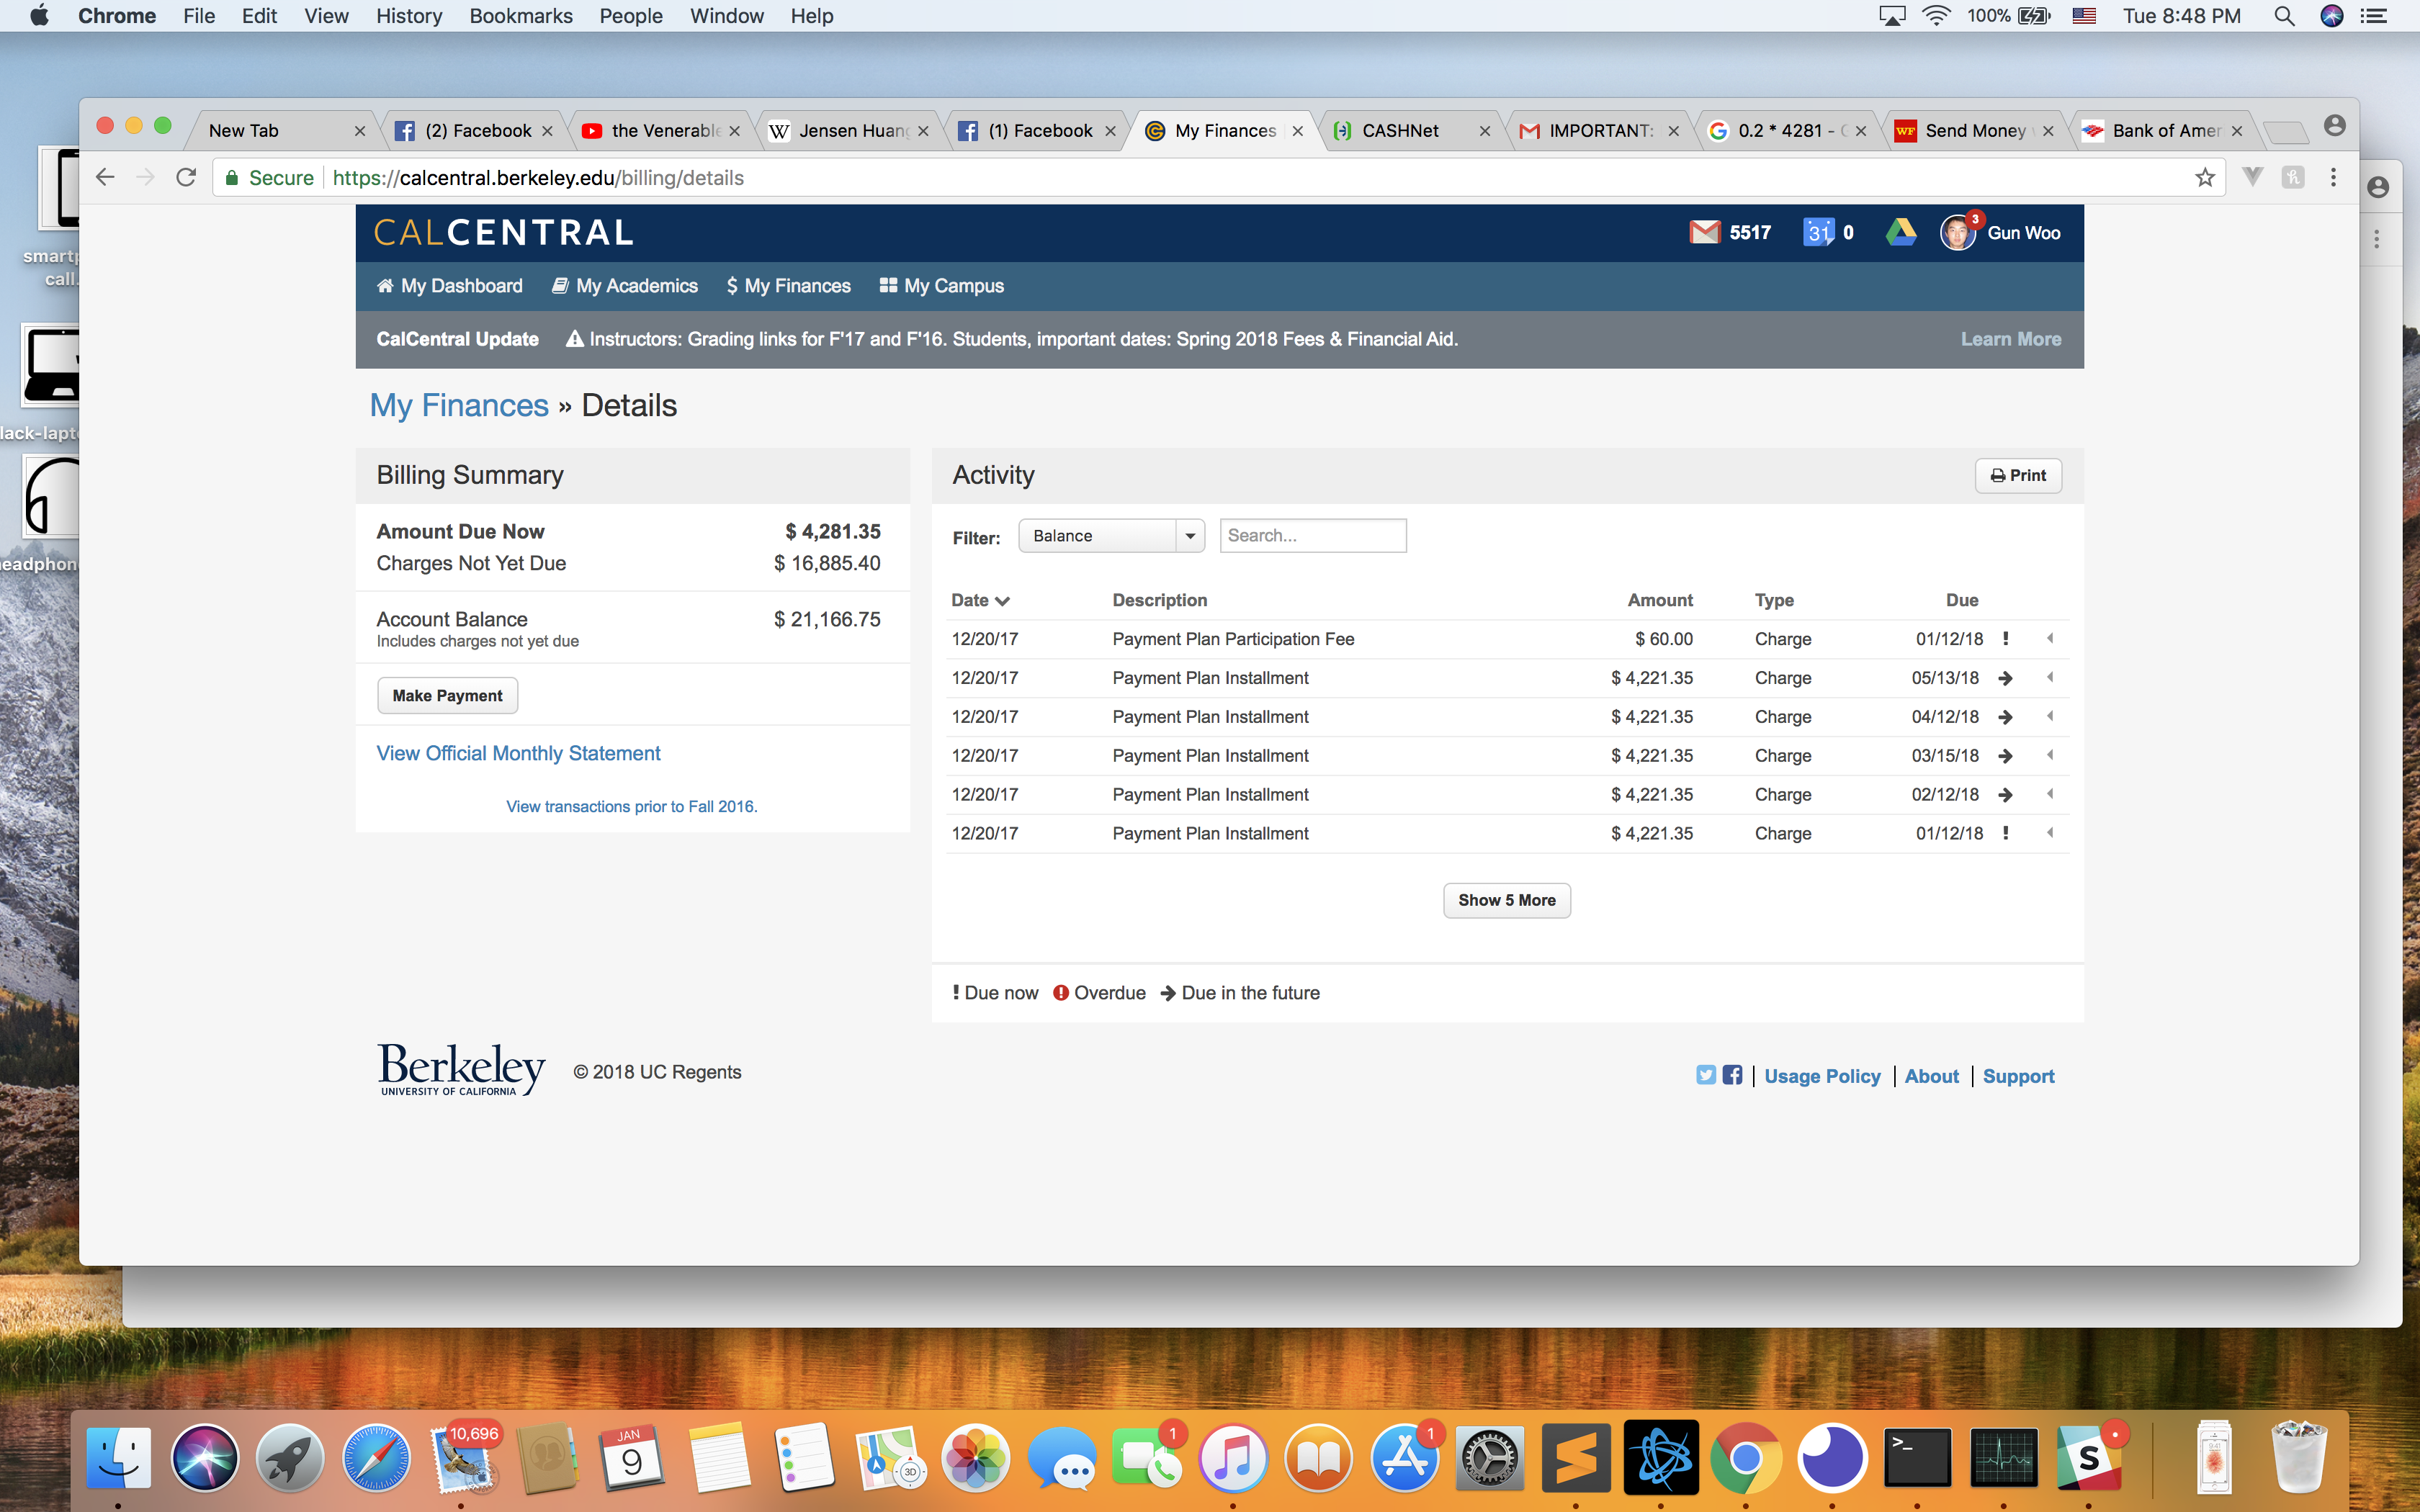 Chrome File Edit View History Bookmarks People Window Help 100% Tue 8:48 PM
New Tab (2) Facebook the Venerable Jensen Huang (1) Facebook My Finances CASHNet IMPORTANT: 0.2 * 4281 - Send Money Bank of Amer
Secure https://calcentral.berkeley.edu/billing/details
CALCENTRAL 5517 31 0 3 Gun Woo
My Dashboard My Academics $ My Finances My Campus
CalCentral Update Instructors: Grading links for F'17 and F'16. Students, important dates: Spring 2018 Fees & Financial Aid. Learn More
My Finances » Details
Billing Summary
Amount Due Now $ 4,281.35
Charges Not Yet Due $ 16,885.40
Account Balance $ 21,166.75
Includes charges not yet due
Make Payment
View Official Monthly Statement
View transactions prior to Fall 2016.
Activity Print
Filter: Balance Search...
Date Description Amount Type Due
12/20/17 Payment Plan Participation Fee $ 60.00 Charge 01/12/18 !
12/20/17 Payment Plan Installment $ 4,221.35 Charge 05/13/18
12/20/17 Payment Plan Installment $ 4,221.35 Charge 04/12/18
12/20/17 Payment Plan Installment $ 4,221.35 Charge 03/15/18
12/20/17 Payment Plan Installment $ 4,221.35 Charge 02/12/18
12/20/17 Payment Plan Installment $ 4,221.35 Charge 01/12/18 !
Show 5 More
! Due now ! Overdue Due in the future
Berkeley
UNIVERSITY OF CALIFORNIA
© 2018 UC Regents
Usage Policy | About | Support
smartp
call.
lack-lapt
eadphon
10,696 JAN 9 3D 1 1